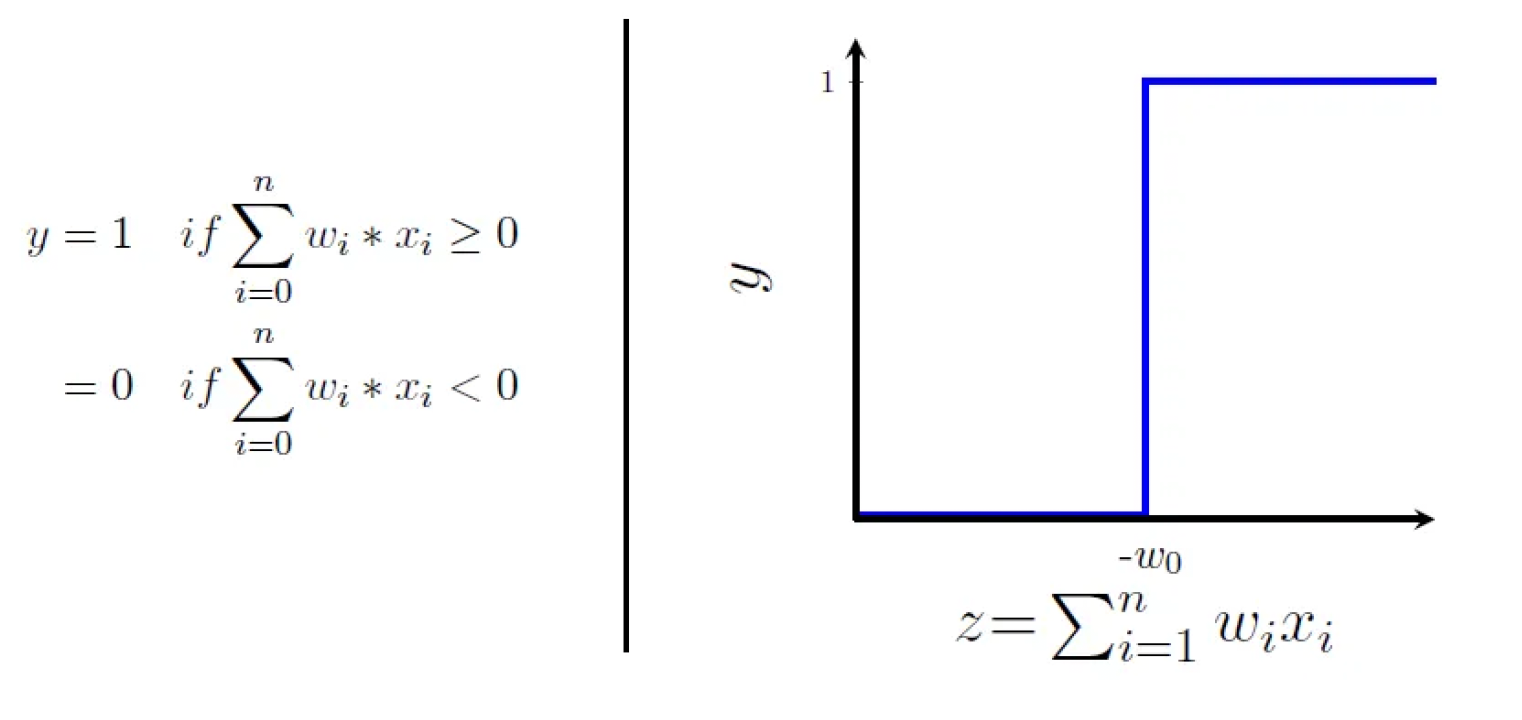 y = 1 if ∑_{i=0}^{n} w_i * x_i ≥ 0
= 0 if ∑_{i=0}^{n} w_i * x_i < 0
1
y
-w_0
z=∑_{i=1}^{n} w_i x_i